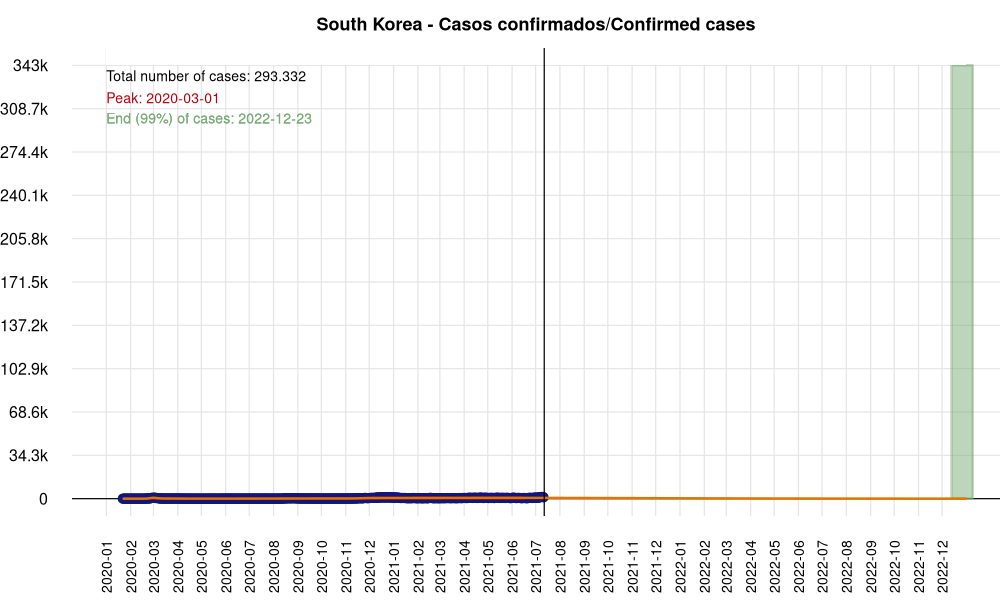 South Korea - Casos confirmados/Confirmed cases
Total number of cases: 293.332
Peak: 2020-03-01
End (99%) of cases: 2022-12-23
343k
308.7k
274.4k
240.1k
205.8k
171.5k
137.2k
102.9k
68.6k
34.3k
0
2020-01
2020-02
2020-03
2020-04
2020-05
2020-06
2020-07
2020-08
2020-09
2020-10
2020-11
2020-12
2021-01
2021-02
2021-03
2021-04
2021-05
2021-06
2021-07
2021-08
2021-10
2021-11
2021-12
2022-01
2022-02
2022-03
2022-04
2022-05
2022-06
2022-07
2022-08
2022-09
2022-10
2022-11
2022-12